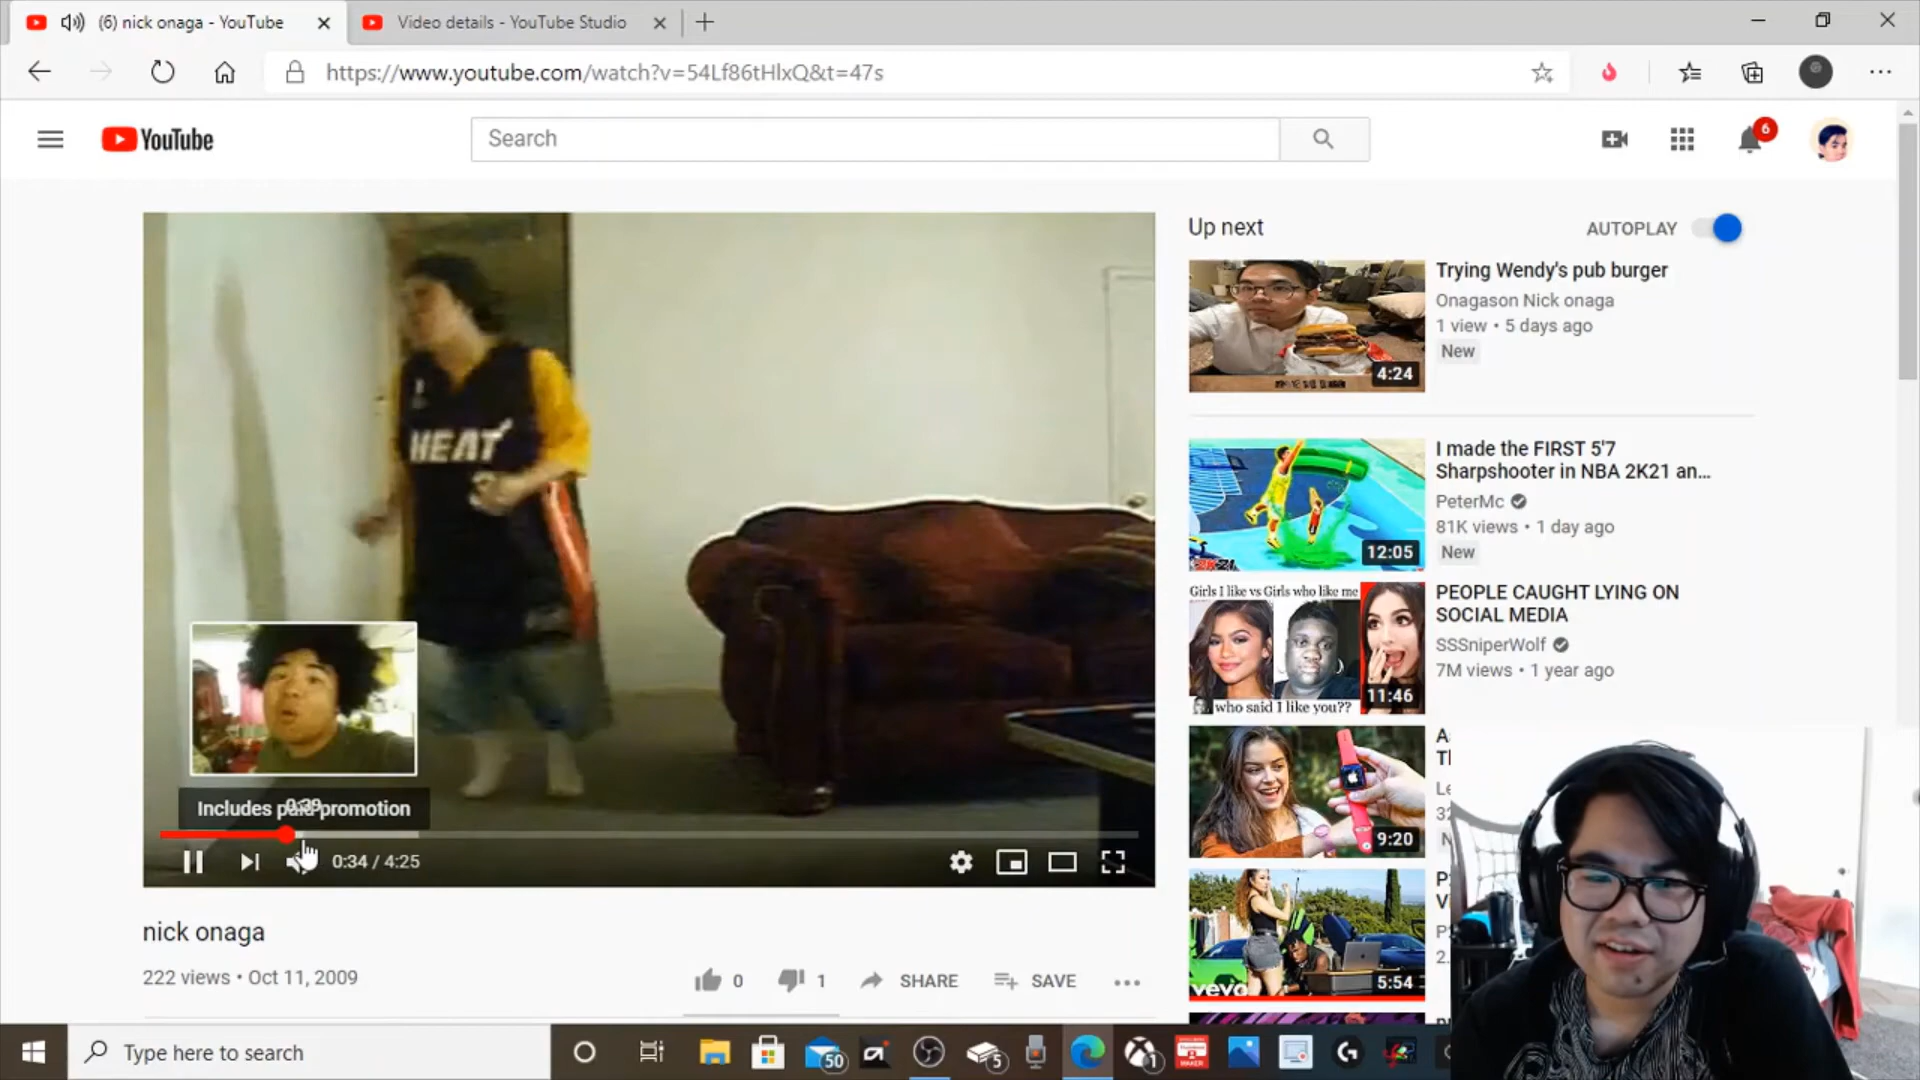 (6) nick onaga - YouTube
Video details - YouTube Studio
https://www.youtube.com/watch?v=54Lf86tHlxQ&t=47s
YouTube
Search
6
Up next
AUTOPLAY
HEAT
Includes paid promotion
0:39
0:34 / 4:25
nick onaga
222 views • Oct 11, 2009
0
1
SHARE
SAVE
Trying Wendy's pub burger
Onagason Nick onaga
1 view • 5 days ago
New
4:24
I made the FIRST 5'7
Sharpshooter in NBA 2K21 an...
PeterMc
81K views • 1 day ago
New
2K21
12:05
Girls I like vs Girls who like me
who said I like you??
11:46
PEOPLE CAUGHT LYING ON
SOCIAL MEDIA
SSSniperWolf
7M views • 1 year ago
9:20
vevo
5:54
Type here to search
50
5
1